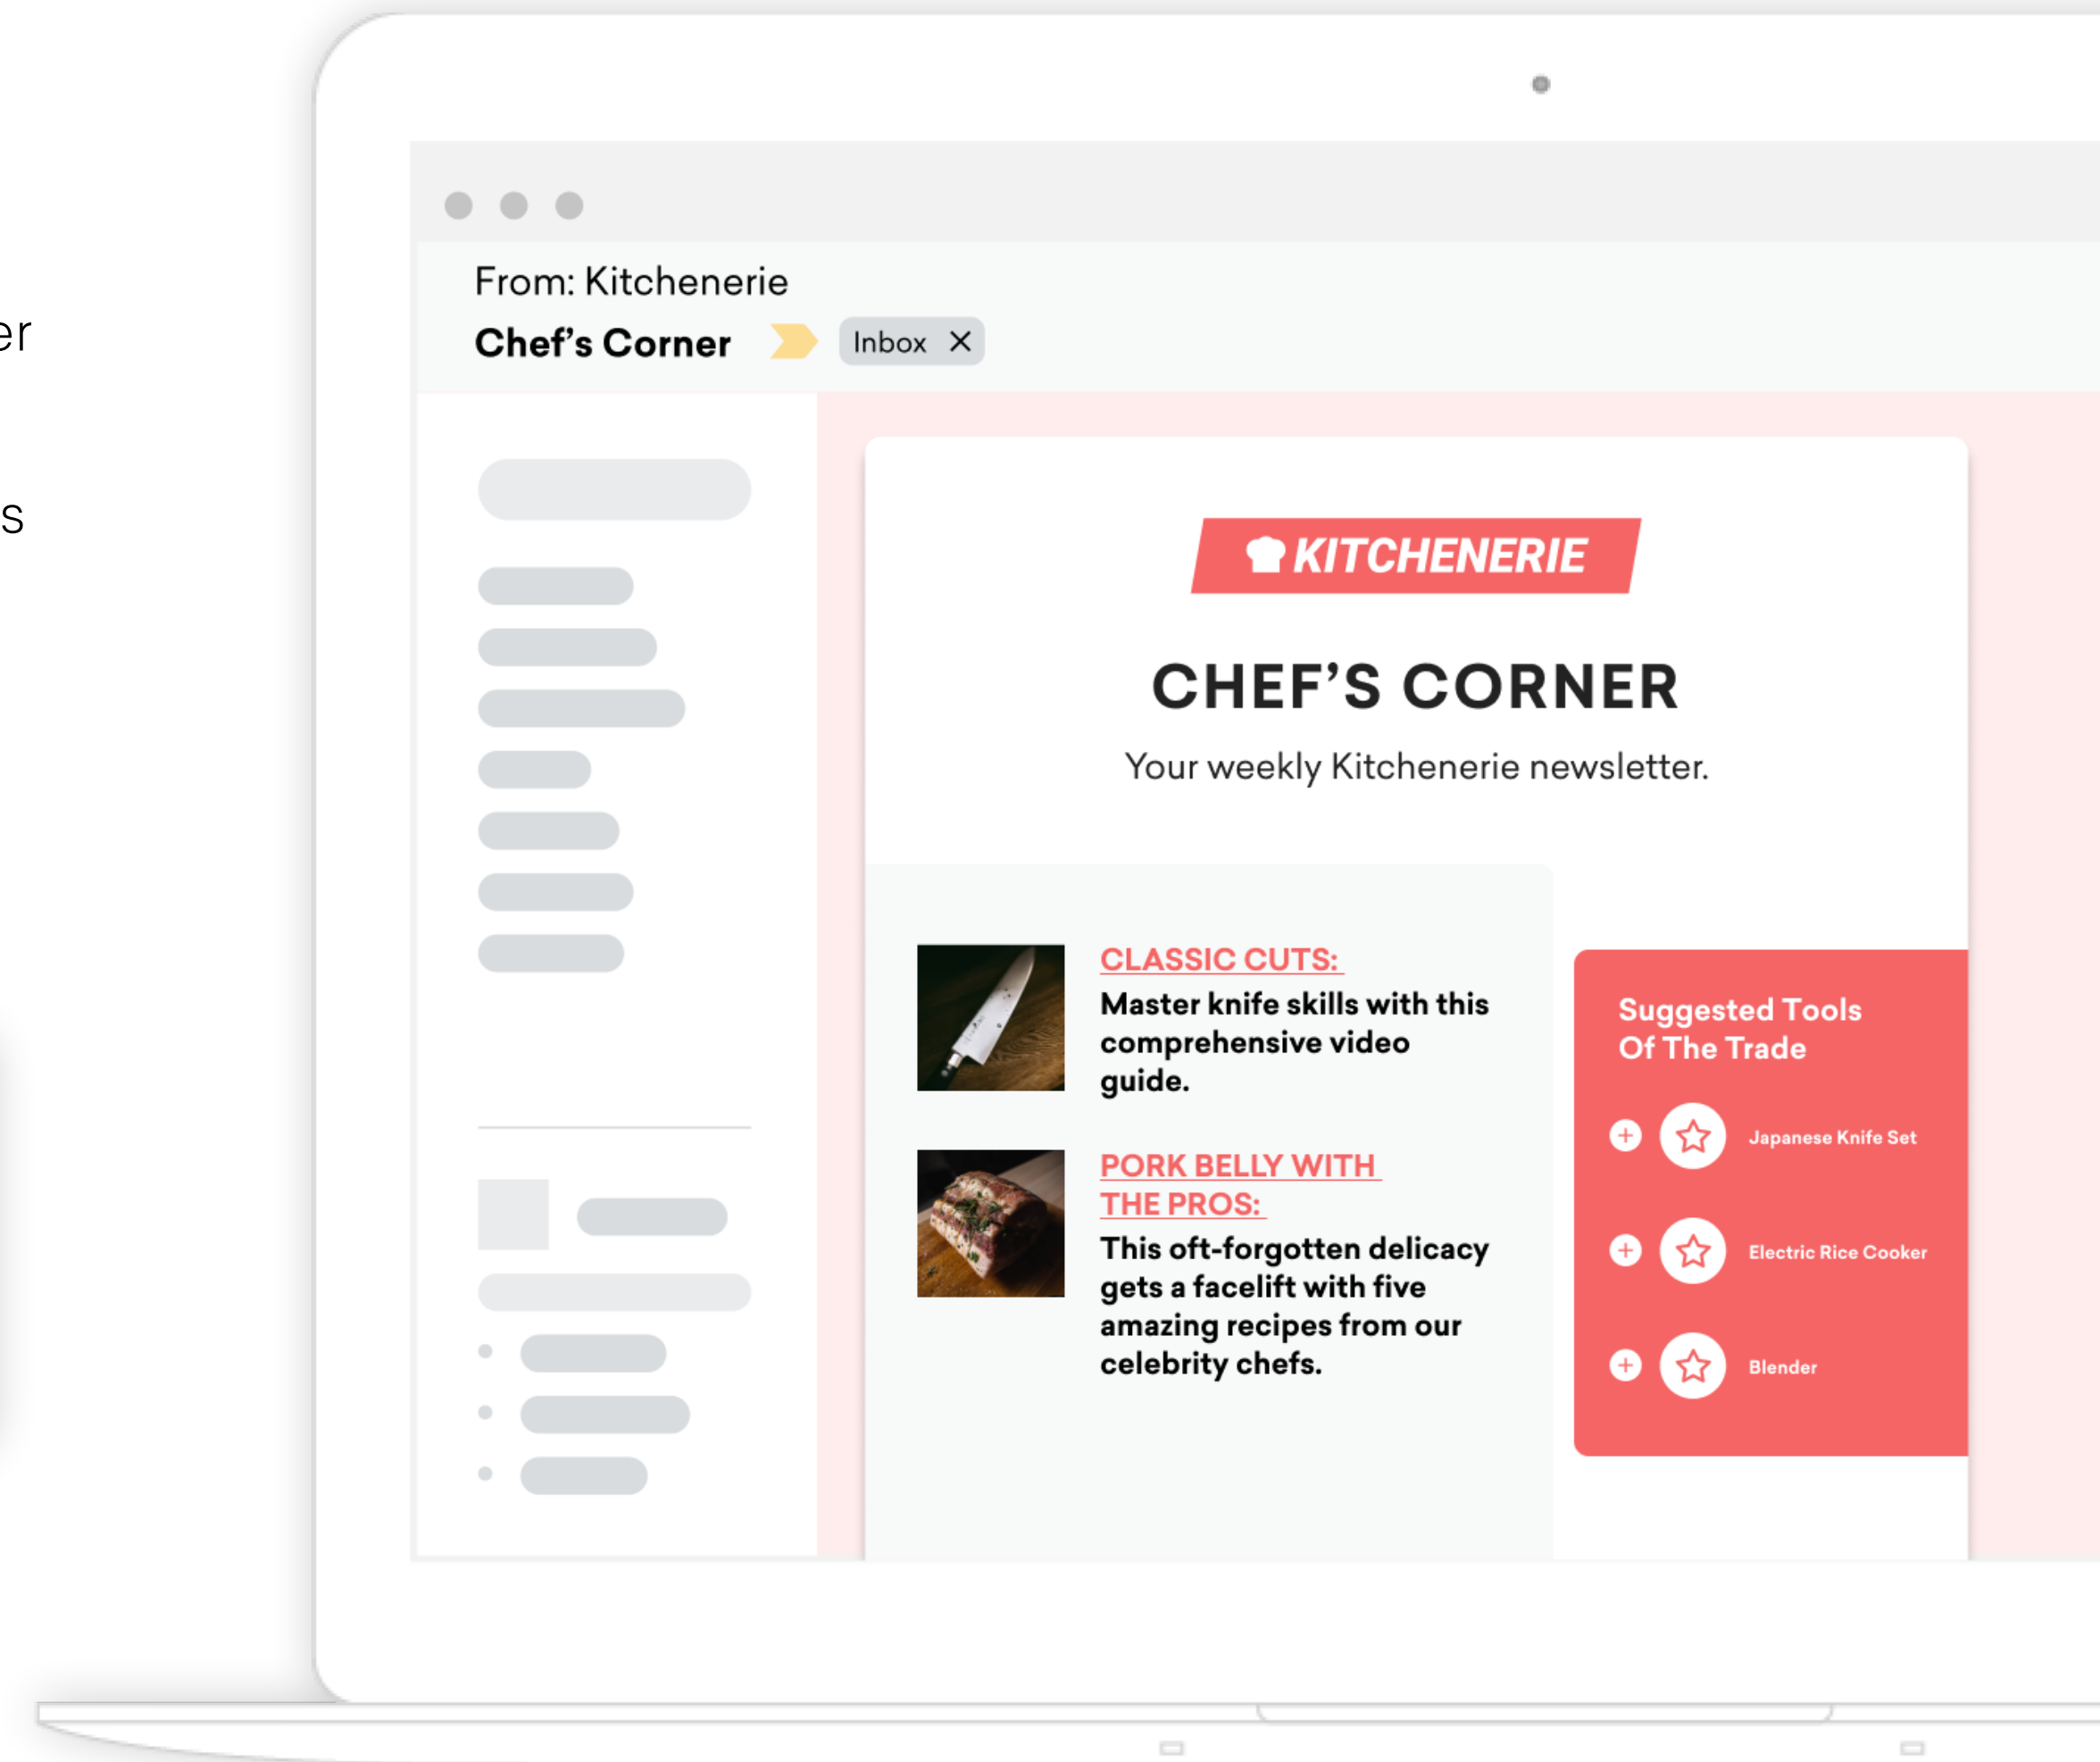 er
s
From: Kitchenerie
Chef’s Corner
Inbox
KITCHENERIE
CHEF’S CORNER
Your weekly Kitchenerie newsletter.
CLASSIC CUTS:
Master knife skills with this
comprehensive video
guide.
PORK BELLY WITH
THE PROS:
This oft-forgotten delicacy
gets a facelift with five
amazing recipes from our
celebrity chefs.
Suggested Tools
Of The Trade
Japanese Knife Set
Electric Rice Cooker
Blender